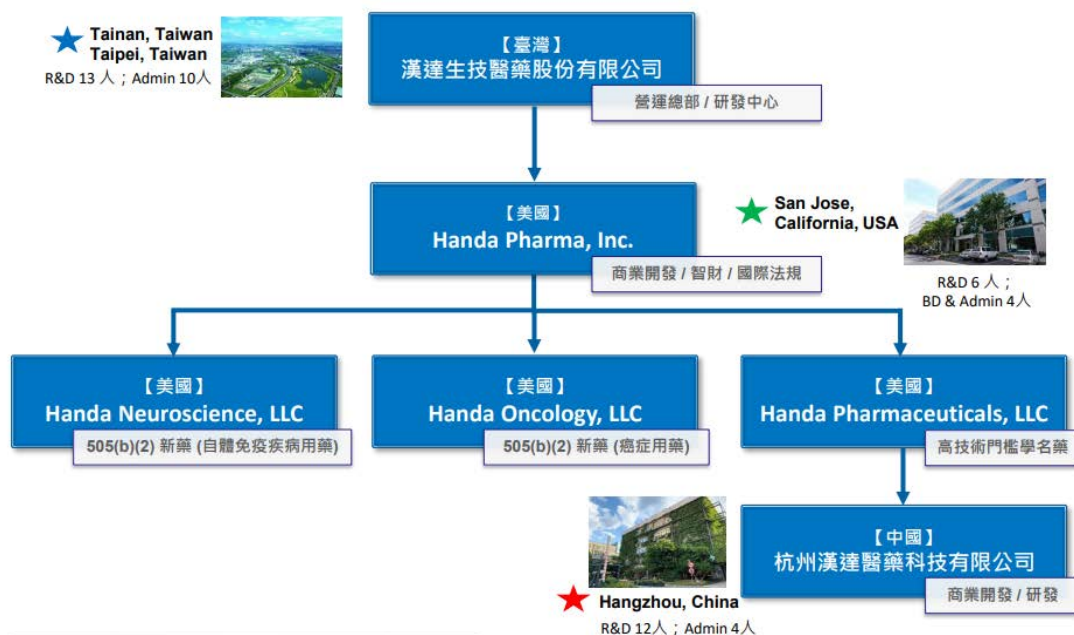 Tainan, Taiwan
Taipei, Taiwan
R&D 13 人；Admin 10人
【臺灣】
漢達生技醫藥股份有限公司
營運總部 / 研發中心
【美國】
Handa Pharma, Inc.
商業開發 / 智財 / 國際法規
San Jose,
California, USA
R&D 6 人；
BD & Admin 4人
【美國】
Handa Neuroscience, LLC
505(b)(2) 新藥 (自體免疫疾病用藥)
【美國】
Handa Oncology, LLC
505(b)(2) 新藥 (癌症用藥)
【美國】
Handa Pharmaceuticals, LLC
高技術門檻學名藥
【中國】
杭州漢達醫藥科技有限公司
商業開發 / 研發
Hangzhou, China
R&D 12人；Admin 4人